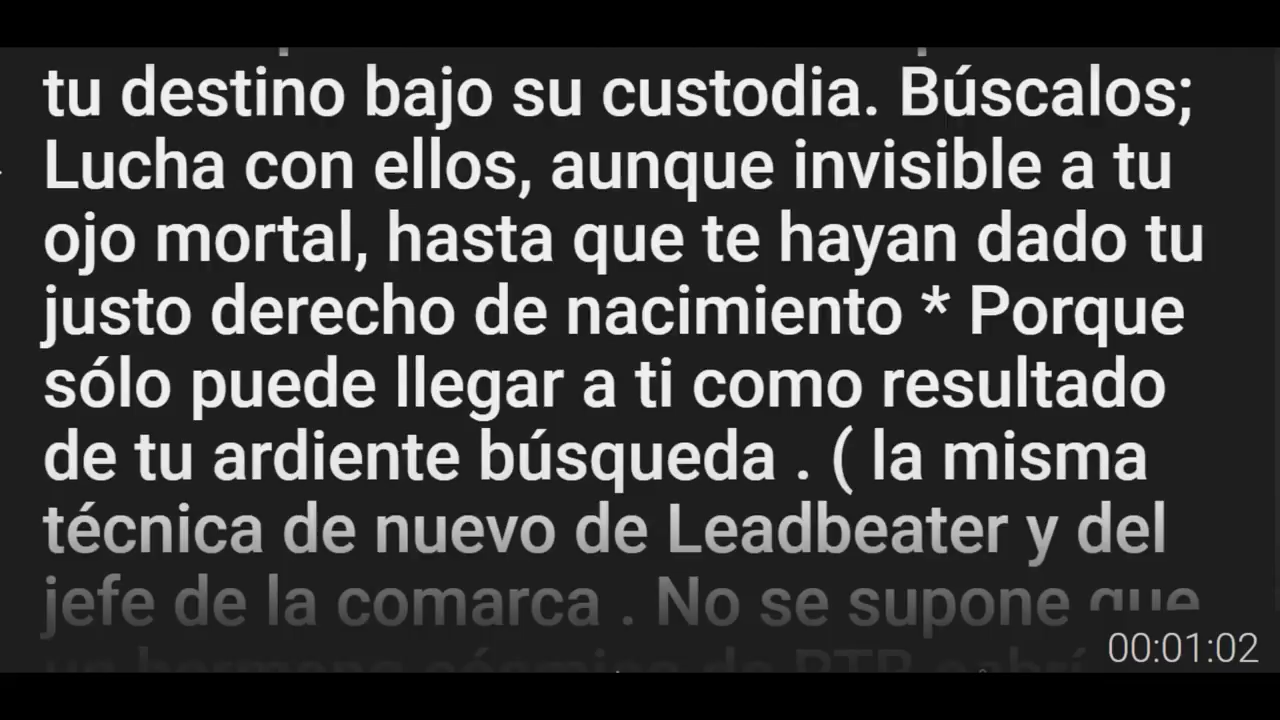 tu destino bajo su custodia. Búscalos;
Lucha con ellos, aunque invisible a tu
ojo mortal, hasta que te hayan dado tu
justo derecho de nacimiento * Porque
sólo puede llegar a ti como resultado
de tu ardiente búsqueda . ( la misma
técnica de nuevo de Leadbeater y del
jefe de la comarca . No se supone que
00:01:02